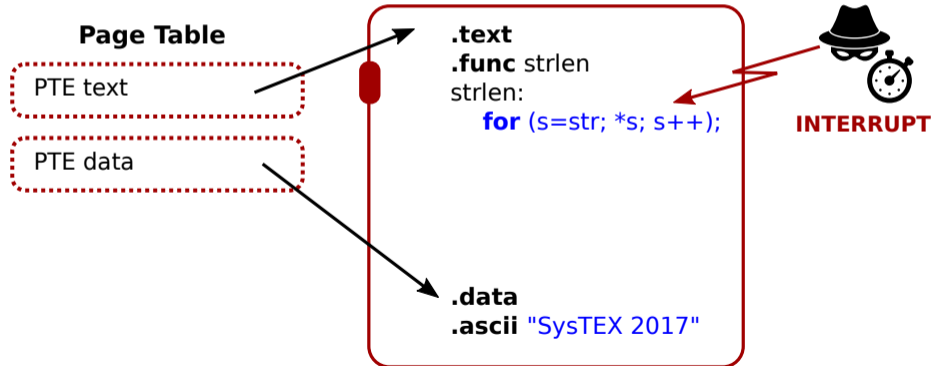 Page Table
PTE text
PTE data
.text
.func strlen
strlen:
for (s=str; *s; s++);
.data
.ascii "SysTEX 2017"
INTERRUPT